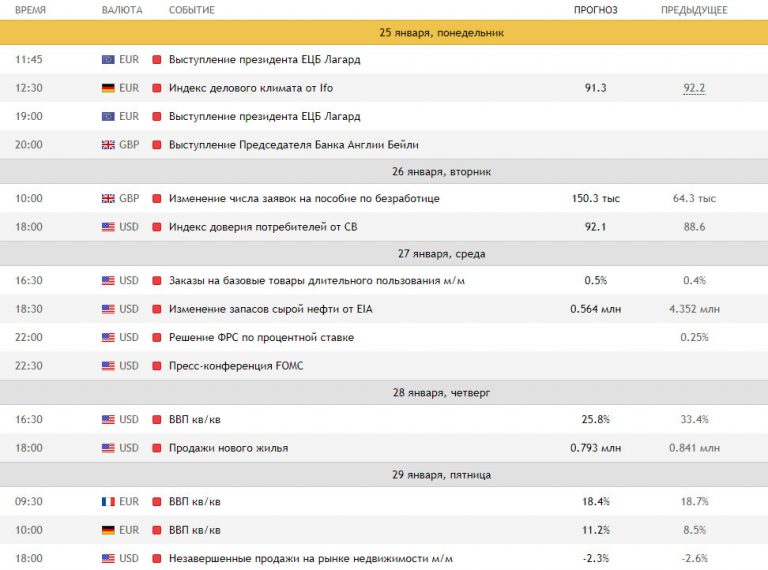 ВРЕМЯ ВАЛЮТА СОБЫТИЕ ПРОГНОЗ ПРЕДЫДУЩЕЕ
25 января, понедельник
11:45 EUR Выступление президента ЕЦБ Лагард
12:30 EUR Индекс делового климата от Ifo 91.3 92.2
19:00 EUR Выступление президента ЕЦБ Лагард
20:00 GBP Выступление Председателя Банка Англии Бейли
26 января, вторник
10:00 GBP Изменение числа заявок на пособие по безработице 150.3 тыс 64.3 тыс
18:00 USD Индекс доверия потребителей от CB 92.1 88.6
27 января, среда
16:30 USD Заказы на базовые товары длительного пользования м/м 0.5% 0.4%
18:30 USD Изменение запасов сырой нефти от EIA 0.564 млн 4.352 млн
22:00 USD Решение ФРС по процентной ставке 0.25%
22:30 USD Пресс-конференция FOMC
28 января, четверг
16:30 USD ВВП кв/кв 25.8% 33.4%
18:00 USD Продажи нового жилья 0.793 млн 0.841 млн
29 января, пятница
09:30 EUR ВВП кв/кв 18.4% 18.7%
10:00 EUR ВВП кв/кв 11.2% 8.5%
18:00 USD Незавершенные продажи на рынке недвижимости м/м -2.3% -2.6%